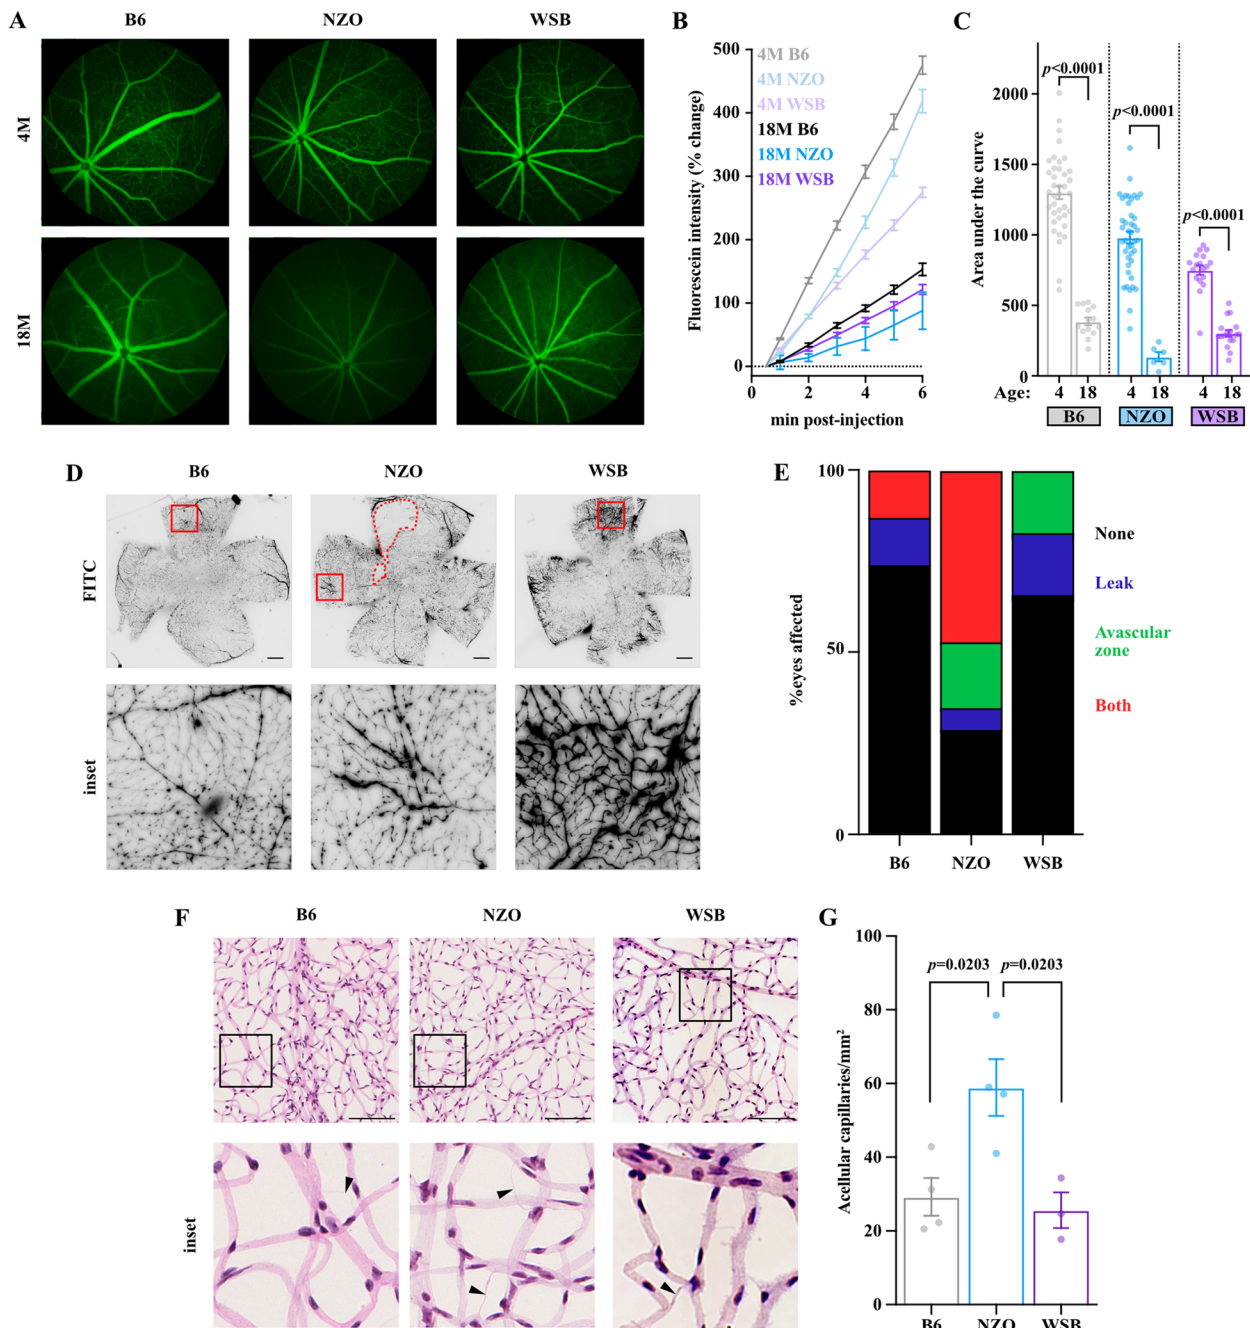 A
B6
NZO
WSB
4M
18M
B
500
400
300
200
100
0
Fluorescein intensity (% change)
4M B6
4M NZO
4M WSB
18M B6
18M NZO
18M WSB
0
2
4
6
min post-injection
C
2000
1500
1000
500
0
Area under the curve
p<0.0001
p<0.0001
p<0.0001
Age: 4 18 4 18 4 18
B6
NZO
WSB
D
B6
NZO
WSB
FITC
inset
E
100
50
0
%eyes affected
B6
NZO
WSB
None
Leak
Avascular
zone
Both
F
B6
NZO
WSB
inset
G
100
80
60
40
20
0
Acellular capillaries/mm²
p=0.0203
p=0.0203
B6
NZO
WSB